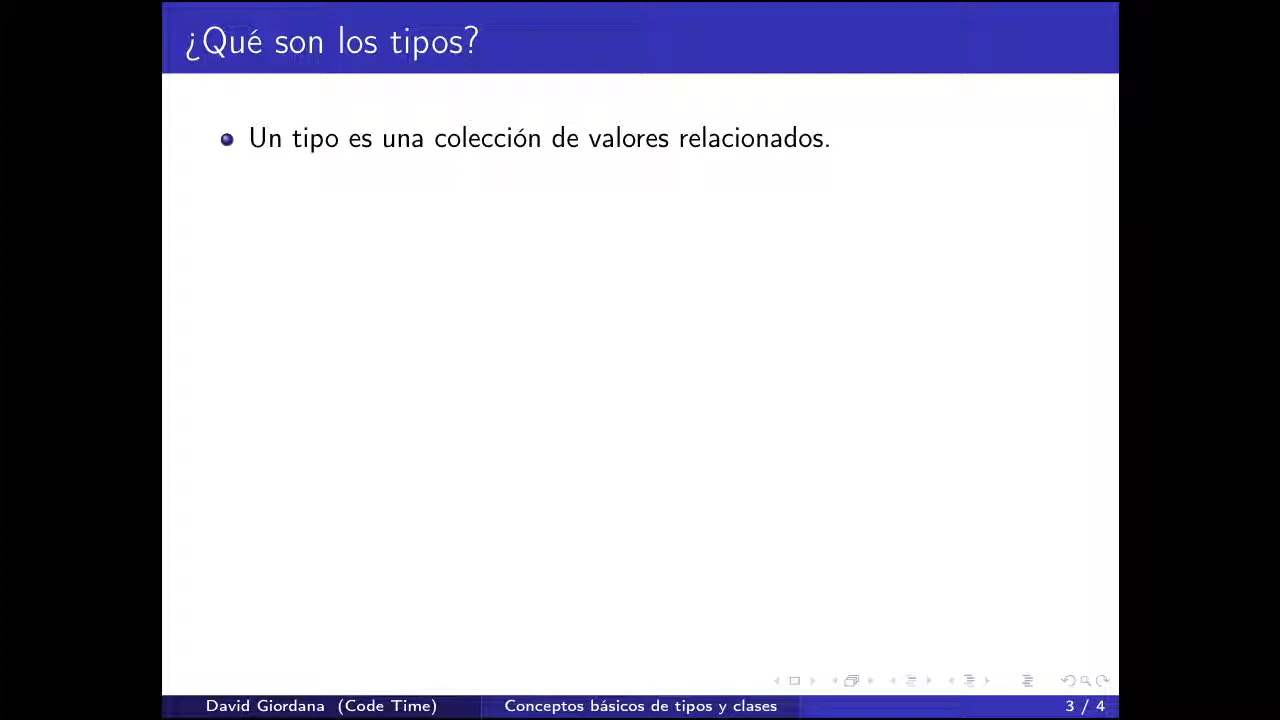 ¿Qué son los tipos?
Un tipo es una colección de valores relacionados.
David Giordana (Code Time) Conceptos básicos de tipos y clases 3 / 4